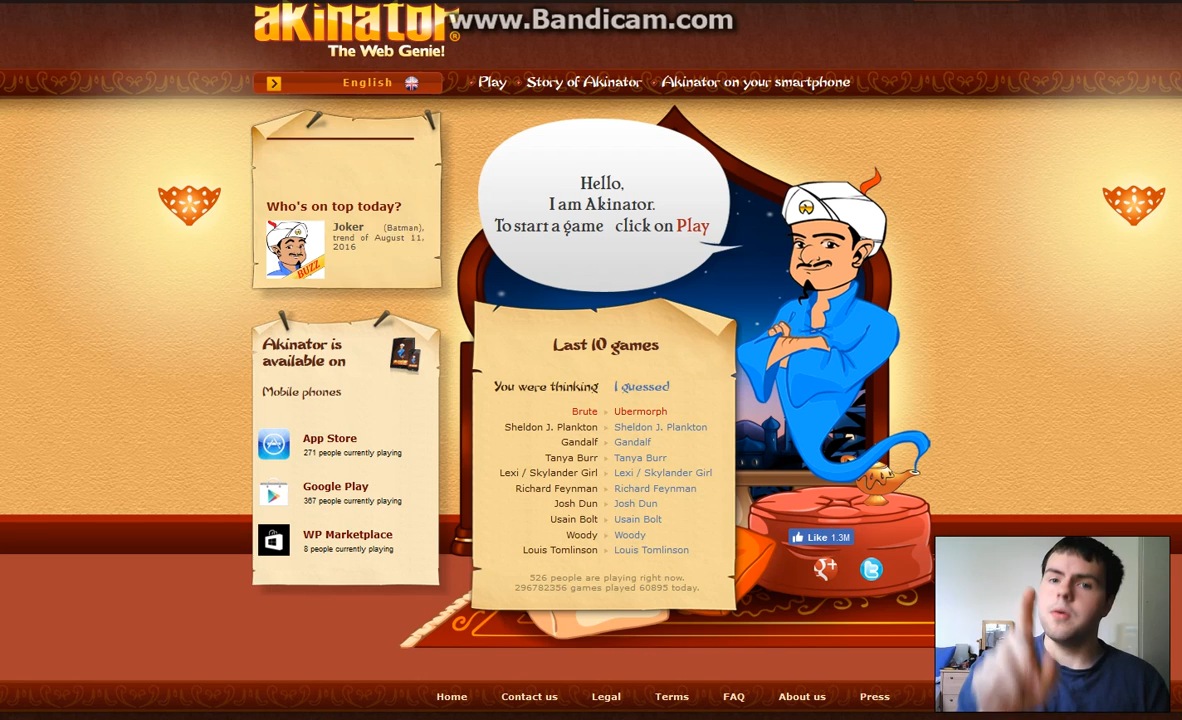 akinator®
www.Bandicam.com
The Web Genie!
English
· Play · Story of Akinator · Akinator on your smartphone
Who's on top today?
Joker (Batman),
trend of August 11,
2016
BUZZ
Akinator is
available on
Mobile phones
App Store
271 people currently playing
Google Play
367 people currently playing
WP Marketplace
8 people currently playing
Hello,
I am Akinator.
To start a game click on Play
Last 10 games
You were thinking I guessed
Brute » Ubermorph
Sheldon J. Plankton » Sheldon J. Plankton
Gandalf » Gandalf
Tanya Burr » Tanya Burr
Lexi / Skylander Girl » Lexi / Skylander Girl
Richard Feynman » Richard Feynman
Josh Dun » Josh Dun
Usain Bolt » Usain Bolt
Woody » Woody
Louis Tomlinson » Louis Tomlinson
526 people are playing right now.
296782356 games played 60895 today.
Like 1.3M
g+
Home Contact us Legal Terms FAQ About us Press